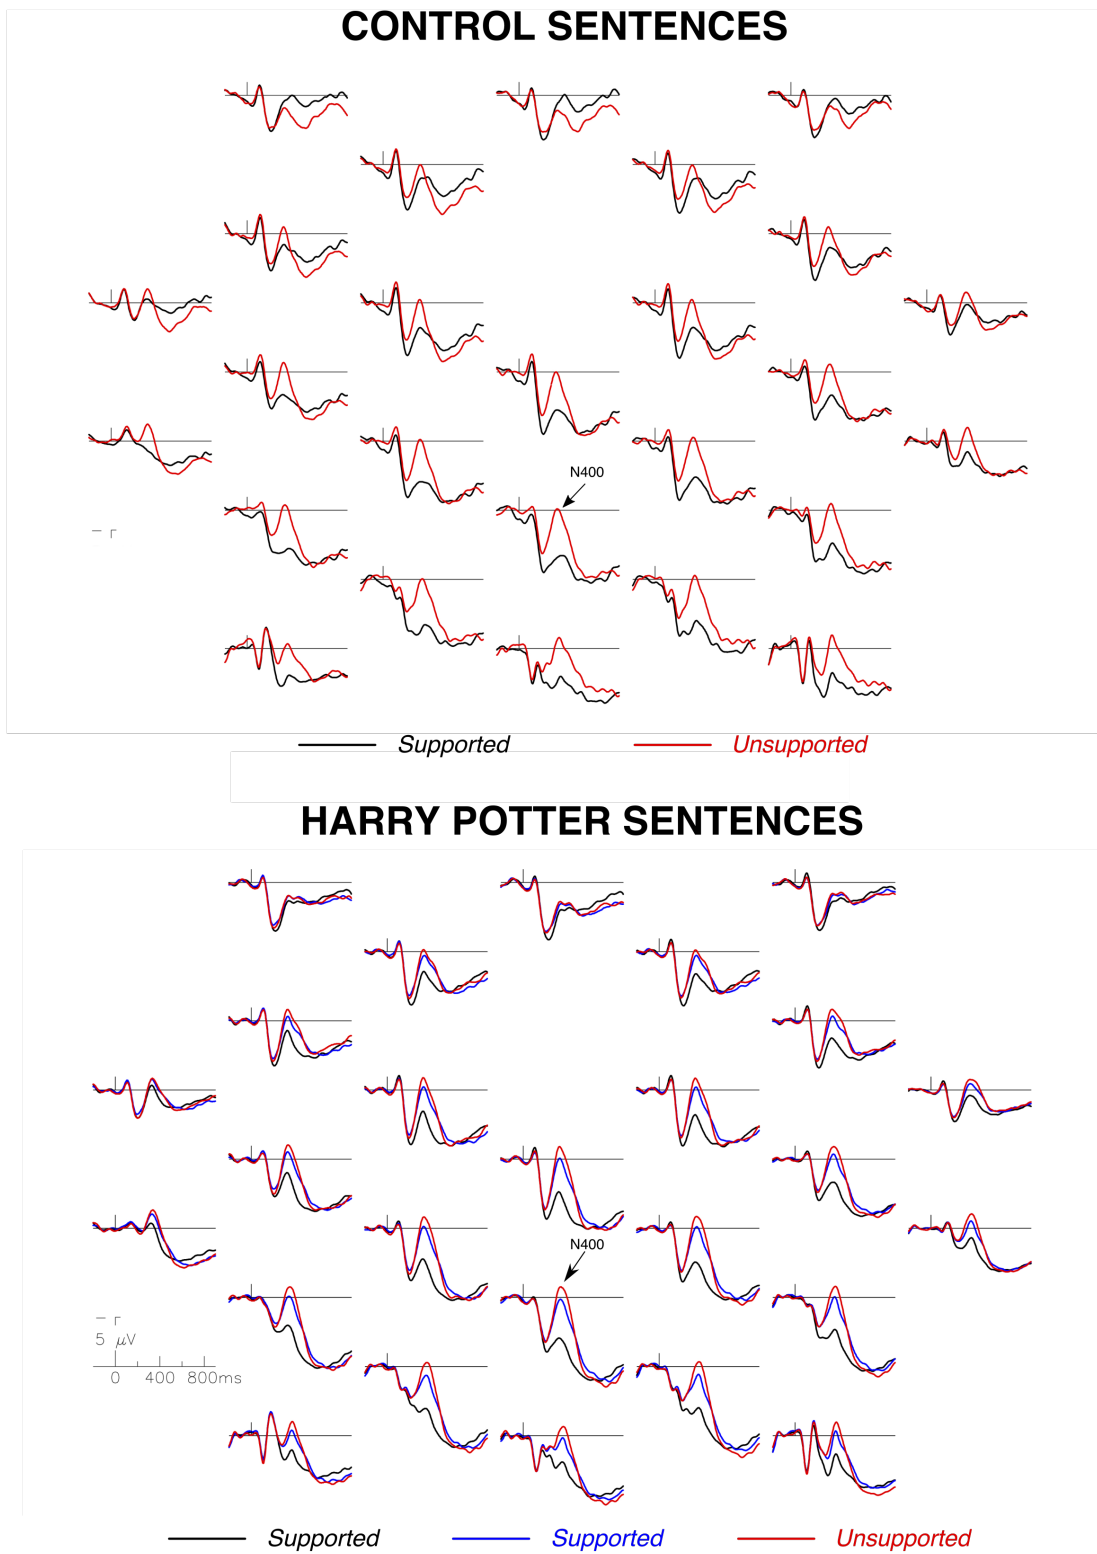 CONTROL SENTENCES
N400
Supported Unsupported
HARRY POTTER SENTENCES
N400
5 μV
0 400 800ms
Supported Supported Unsupported